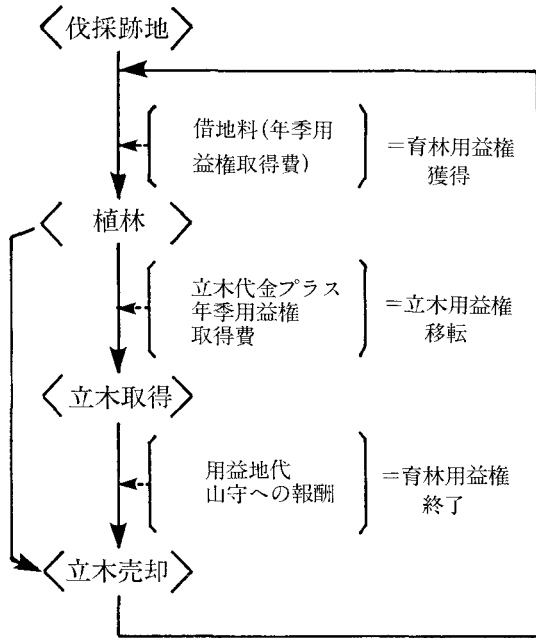 〈伐採跡地〉
借地料(年季用
益権取得費)
=育林用益権
獲得
〈植林〉
立木代金プラス
年季用益権
取得費
=立木用益権
移転
〈立木取得〉
用益地代
山守への報酬
=育林用益権
終了
〈立木売却〉